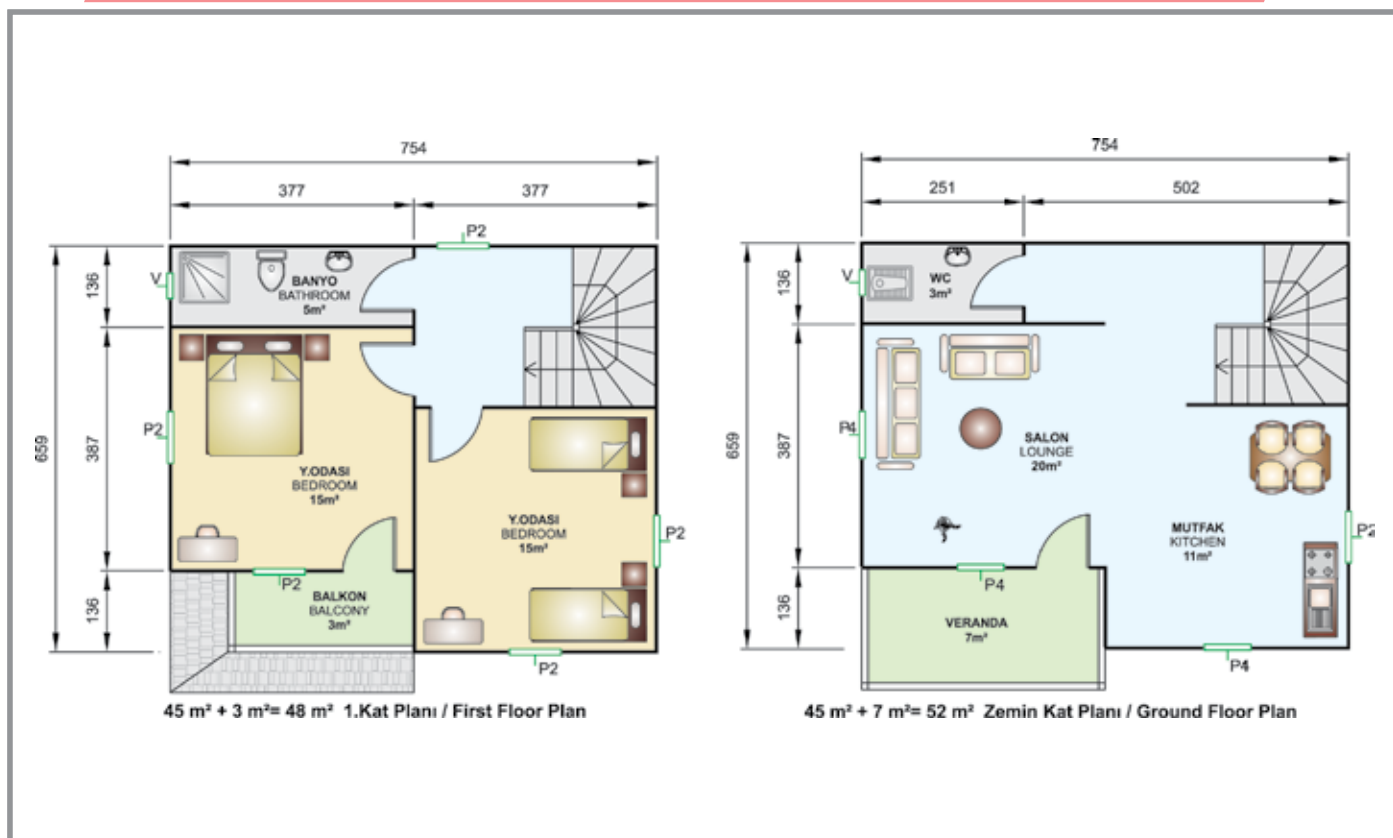 754
377
377
P2
V
136
BANYO
BATHROOM
5m²
659
387
P2
Y.ODASI
BEDROOM
15m²
Y.ODASI
BEDROOM
15m²
P2
P2
136
BALKON
BALCONY
3m²
P2
45 m² + 3 m²= 48 m² 1.Kat Planı / First Floor Plan
754
251
502
V
136
WC
3m²
659
387
P4
SALON
LOUNGE
20m²
MUTFAK
KITCHEN
11m²
P2
P4
136
VERANDA
7m²
P4
45 m² + 7 m²= 52 m² Zemin Kat Planı / Ground Floor Plan